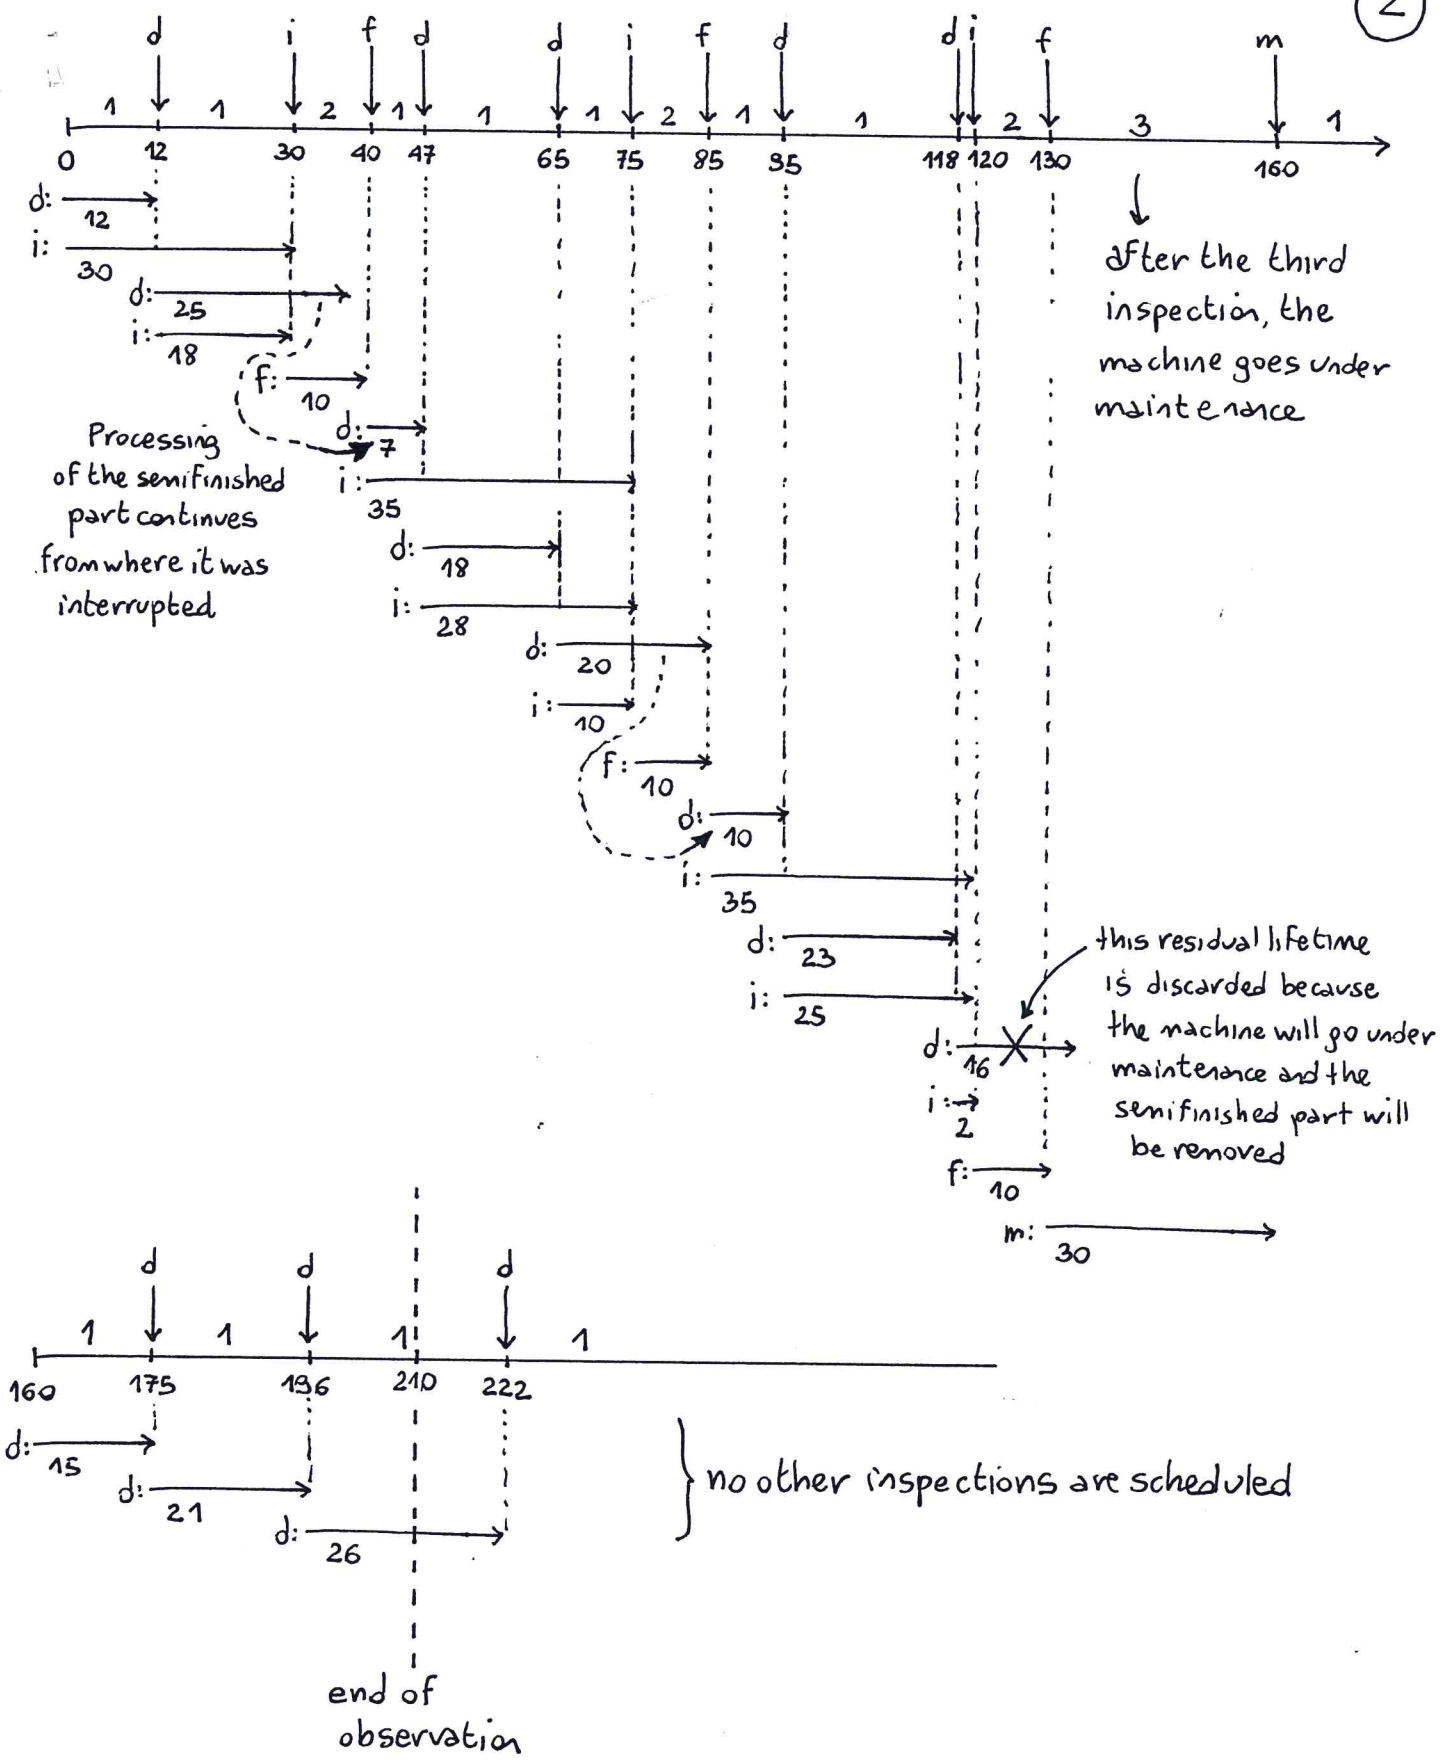 2
d i f d d i f d d i f m
1 1 2 1 1 1 2 1 1 2 3 1
0 12 30 40 47 65 75 85 95 118 120 130 160
d: 12
i: 30
d: 25
i: 18
f: 10
d: 7
i: 35
d: 18
i: 28
d: 20
i: 10
f: 10
d: 10
i: 35
d: 23
i: 25
d: 16
i: 2
f: 10
m: 30
after the third
inspection, the
machine goes under
maintenance
Processing
of the semifinished
part continues
from where it was
interrupted
this residual lifetime
is discarded because
the machine will go under
maintenance and the
semifinished part will
be removed
d d d
1 1 1 1
160 175 196 210 222
d: 15
d: 21
d: 26
no other inspections are scheduled
end of
observation